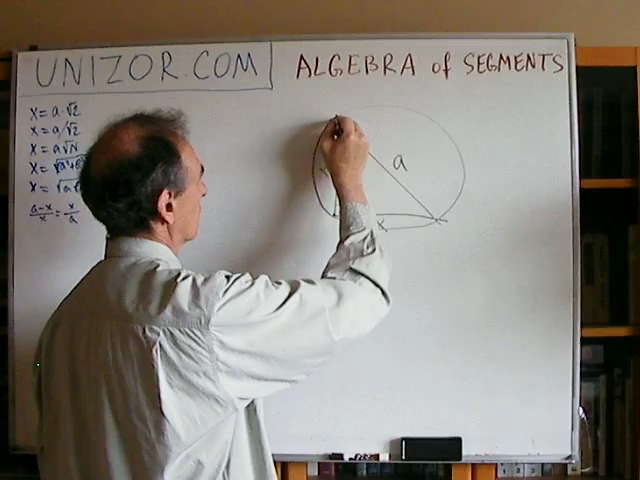 UNIZOR.COM
ALGEBRA of SEGMENTS
x = a·√2
x = a/√2
x = a√N
x =
x =
a-x/x = x/a
a
x
x